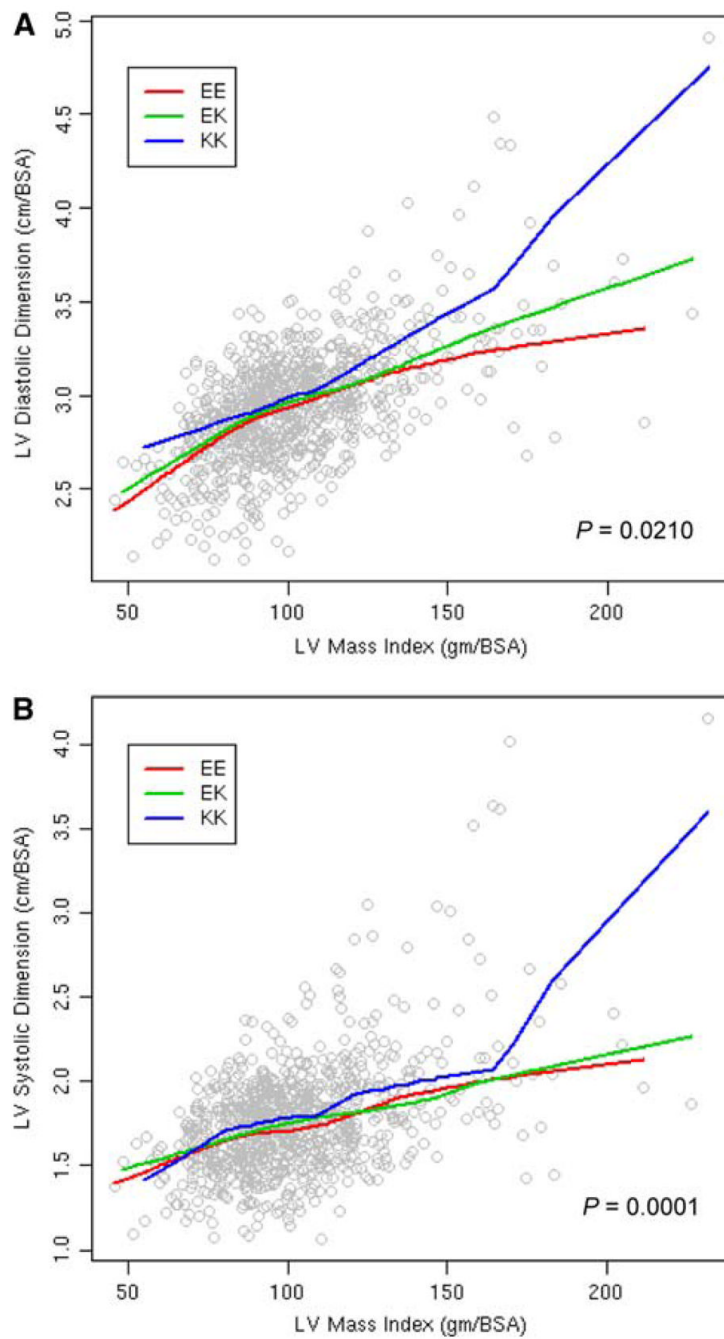 A
EE
EK
KK
5.0
4.5
4.0
3.5
3.0
2.5
LV Diastolic Dimension (cm/BSA)
P = 0.0210
50 100 150 200
LV Mass Index (gm/BSA)
B
EE
EK
KK
4.0
3.5
3.0
2.5
2.0
1.5
1.0
LV Systolic Dimension (cm/BSA)
P = 0.0001
50 100 150 200
LV Mass Index (gm/BSA)